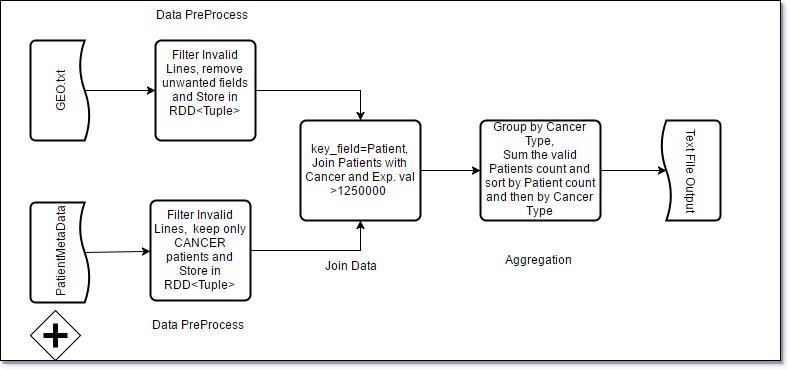 Data PreProcess
GEO.txt
Filter Invalid
Lines, remove
unwanted fields
and Store in
RDD<Tuple>
key_field=Patient,
Join Patients with
Cancer and Exp. val
>1250000
Group by Cancer
Type,
Sum the valid
Patients count and
sort by Patient count
and then by Cancer
Type
Text File Output
PatientMetaData
Filter Invalid
Lines,  keep only
CANCER
patients and
Store in
RDD<Tuple>
Join Data
Aggregation
Data PreProcess